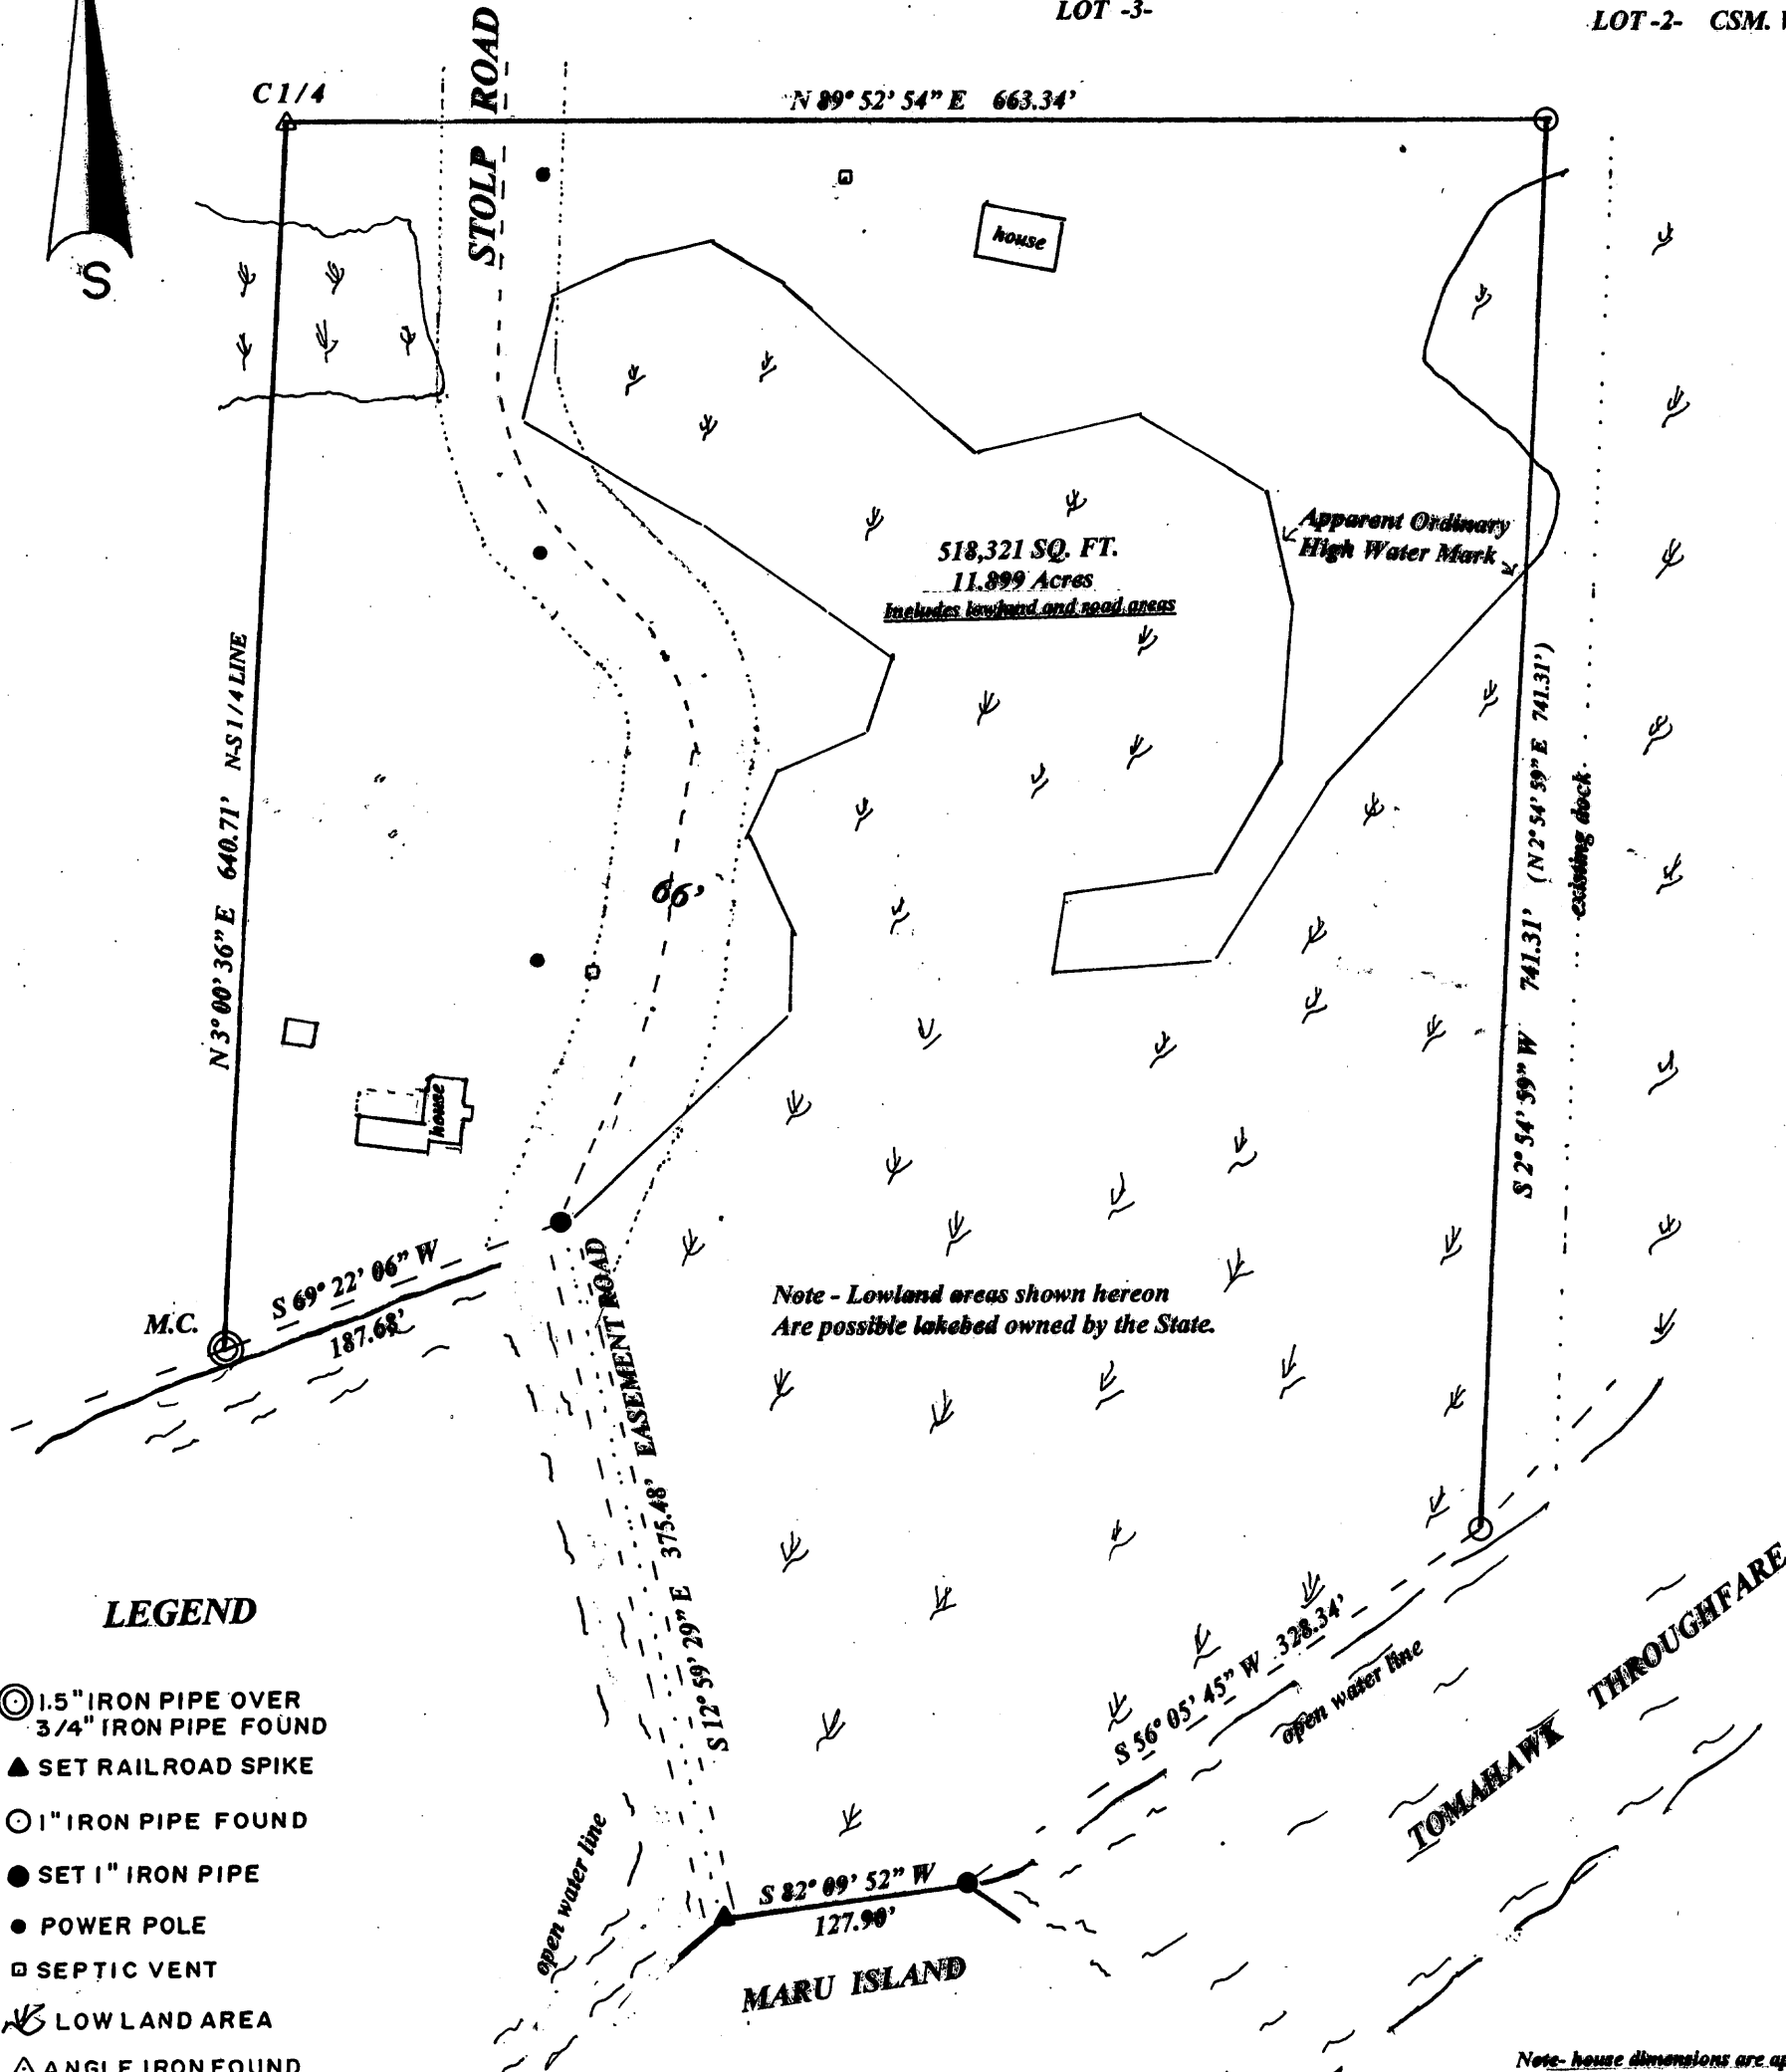 LOT -3-
LOT -2- CSM.
S
C 1/4
STOLP ROAD
N 89° 52' 54" E 663.34'
house
Apparent Ordinary
High Water Mark
518,321 SQ. FT.
11.899 Acres
Includes lowland and road areas
N 3° 00' 36" E 640.71' N-S 1/4 LINE
66'
S 2° 54' 59" W 741.31' (N 2° 54' 59" E 741.31')
existing dock
house
M.C.
S 69° 22' 06" W
187.68'
Note - Lowland areas shown hereon
Are possible lakebed owned by the State.
S 12° 59' 29" E 375.48' EASEMENT ROAD
S 56° 05' 45" W 328.34'
open water line
TOMAHAWK THROUGHFARE
open water line
S 82° 09' 52" W
127.90'
MARU ISLAND
LEGEND
1.5" IRON PIPE OVER
3/4" IRON PIPE FOUND
SET RAILROAD SPIKE
1" IRON PIPE FOUND
SET 1" IRON PIPE
POWER POLE
SEPTIC VENT
LOW LAND AREA
ANGLE IRON FOUND
Note- house dimensions are